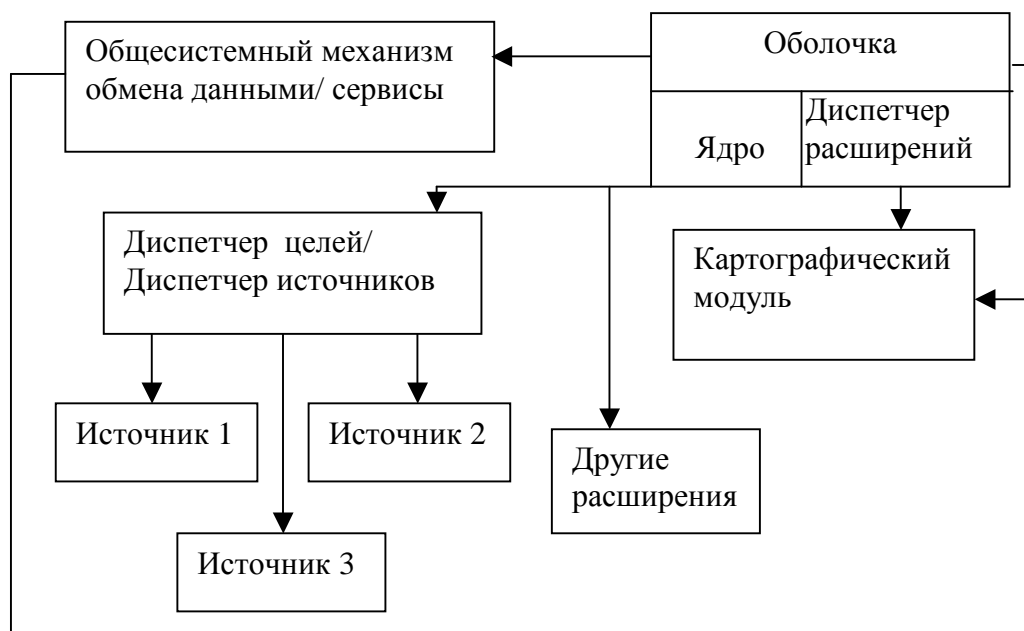 Общесистемный механизм
обмена данными/ сервисы
Оболочка
Ядро
Диспетчер
расширений
Диспетчер целей/
Диспетчер источников
Картографический
модуль
Источник 1
Источник 2
Другие
расширения
Источник 3